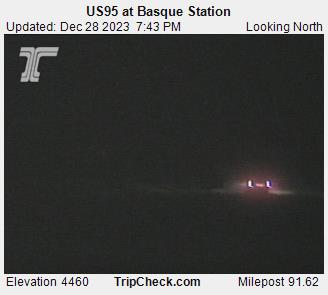 US95 at Basque Station
Updated: Dec 28 2023 7:43 PM Looking North
Elevation 4460 TripCheck.com Milepost 91.62